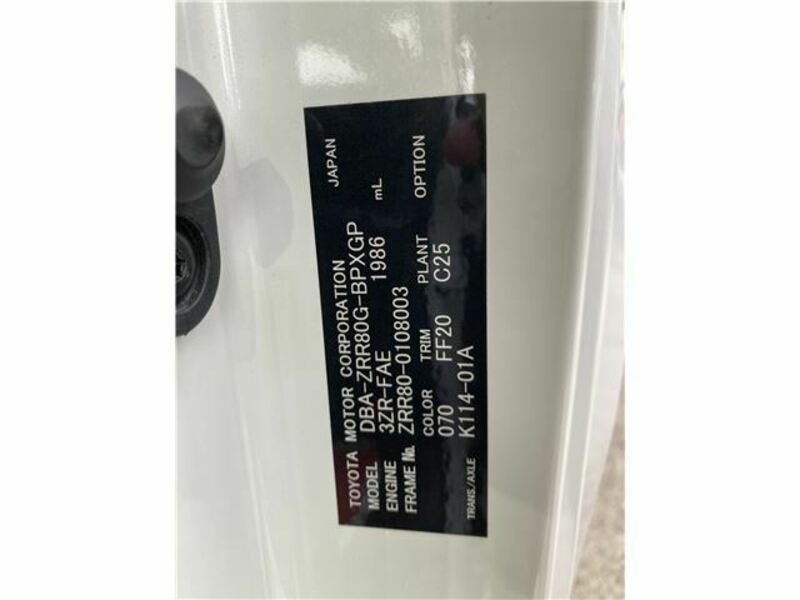 TOYOTA MOTOR CORPORATION JAPAN
MODEL DBA-ZRR80G-BPXGP
ENGINE 3ZR-FAE 1986 mL
FRAME No. ZRR80-0108003
COLOR TRIM PLANT OPTION
070 FF20 C25
TRANS./AXLE K114-01A